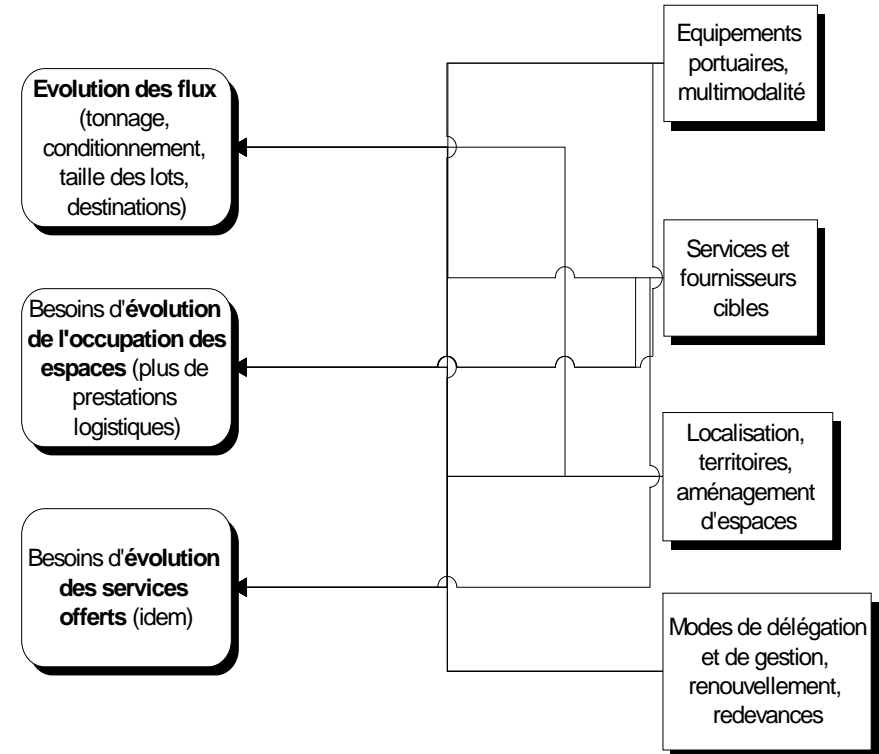 Evolution des flux
(tonnage,
conditionnement,
taille des lots,
destinations)
Besoins d'évolution
de l'occupation des
espaces (plus de
prestations
logistiques)
Besoins d'évolution
des services
offerts (idem)
Equipements
portuaires,
multimodalité
Services et
fournisseurs
cibles
Localisation,
territoires,
aménagement
d'espaces
Modes de délégation
et de gestion,
renouvellement,
redevances